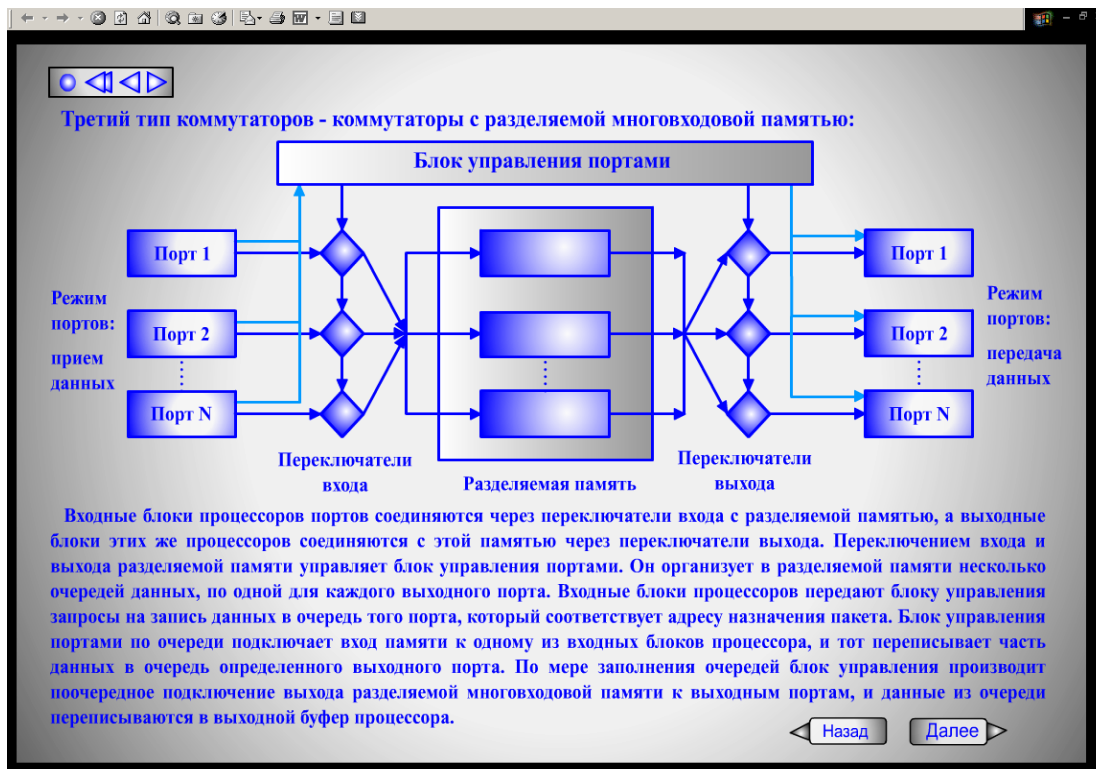 Третий тип коммутаторов - коммутаторы с разделяемой многовходовой памятью:
Блок управления портами
Порт 1
Порт 2
Порт N
Режим
портов:
прием
данных
Переключатели
входа
Разделяемая память
Переключатели
выхода
Порт 1
Порт 2
Порт N
Режим
портов:
передача
данных
Входные блоки процессоров портов соединяются через переключатели входа с разделяемой памятью, а выходные
блоки этих же процессоров соединяются с этой памятью через переключатели выхода. Переключением входа и
выхода разделяемой памяти управляет блок управления портами. Он организует в разделяемой памяти несколько
очередей данных, по одной для каждого выходного порта. Входные блоки процессоров передают блоку управления
запросы на запись данных в очередь того порта, который соответствует адресу назначения пакета. Блок управления
портами по очереди подключает вход памяти к одному из входных блоков процессора, и тот переписывает часть
данных в очередь определенного выходного порта. По мере заполнения очередей блок управления производит
поочередное подключение выхода разделяемой многовходовой памяти к выходным портам, и данные из очереди
переписываются в выходной буфер процессора.
Назад
Далее